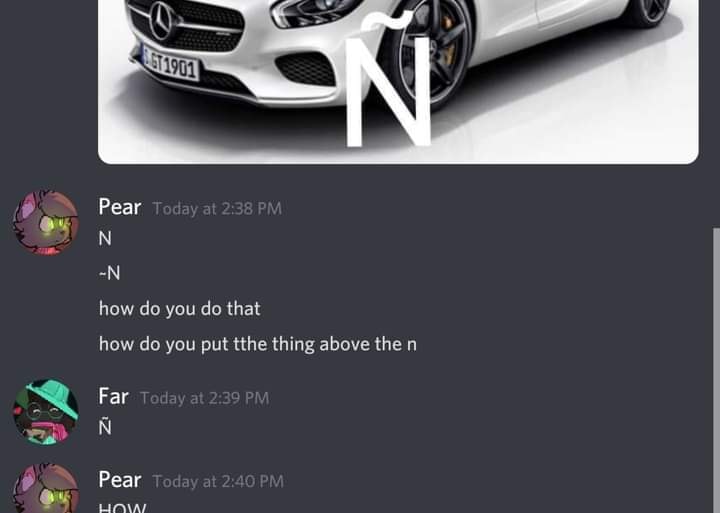 S GT1901
Ñ
Pear Today at 2:38 PM
N
~N
how do you do that
how do you put tthe thing above the n
Far Today at 2:39 PM
Ñ
Pear Today at 2:40 PM
HOW